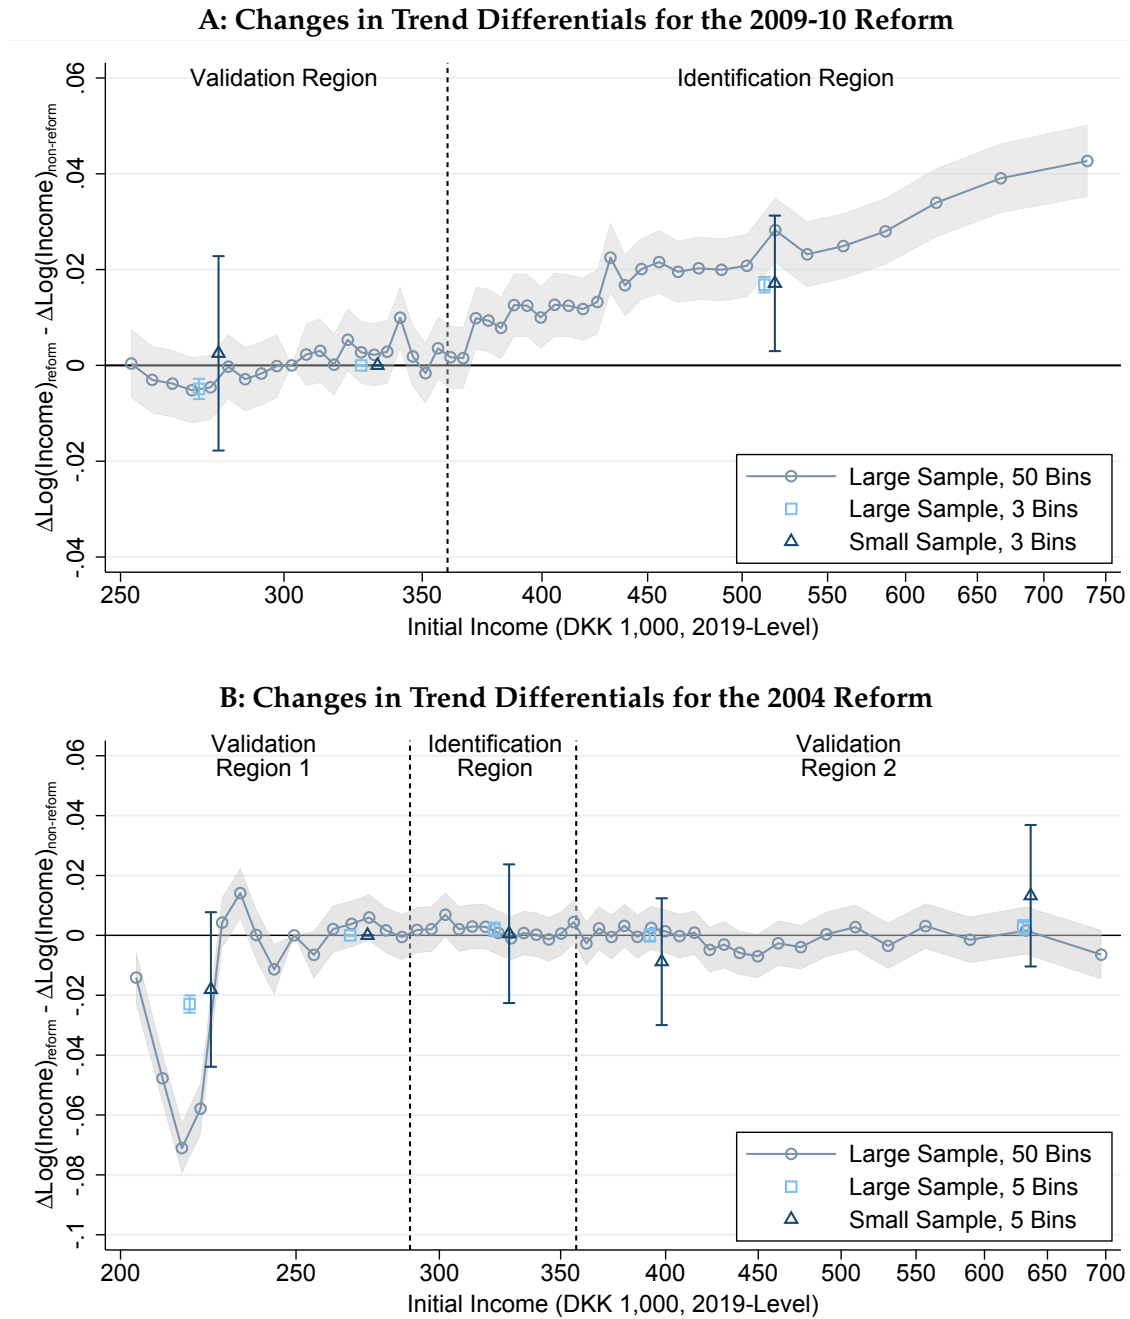 A: Changes in Trend Differentials for the 2009-10 Reform
Validation Region
Identification Region
ΔLog(Income)reform - ΔLog(Income)non-reform
.06
.04
.02
0
-.02
-.04
Large Sample, 50 Bins
Large Sample, 3 Bins
Small Sample, 3 Bins
250 300 350 400 450 500 550 600 650 700 750
Initial Income (DKK 1,000, 2019-Level)
B: Changes in Trend Differentials for the 2004 Reform
Validation
Region 1
Identification
Region
Validation
Region 2
ΔLog(Income)reform - ΔLog(Income)non-reform
.06
.04
.02
0
-.02
-.04
-.06
-.08
-.1
Large Sample, 50 Bins
Large Sample, 5 Bins
Small Sample, 5 Bins
200 250 300 350 400 450 500 550 600 650 700
Initial Income (DKK 1,000, 2019-Level)